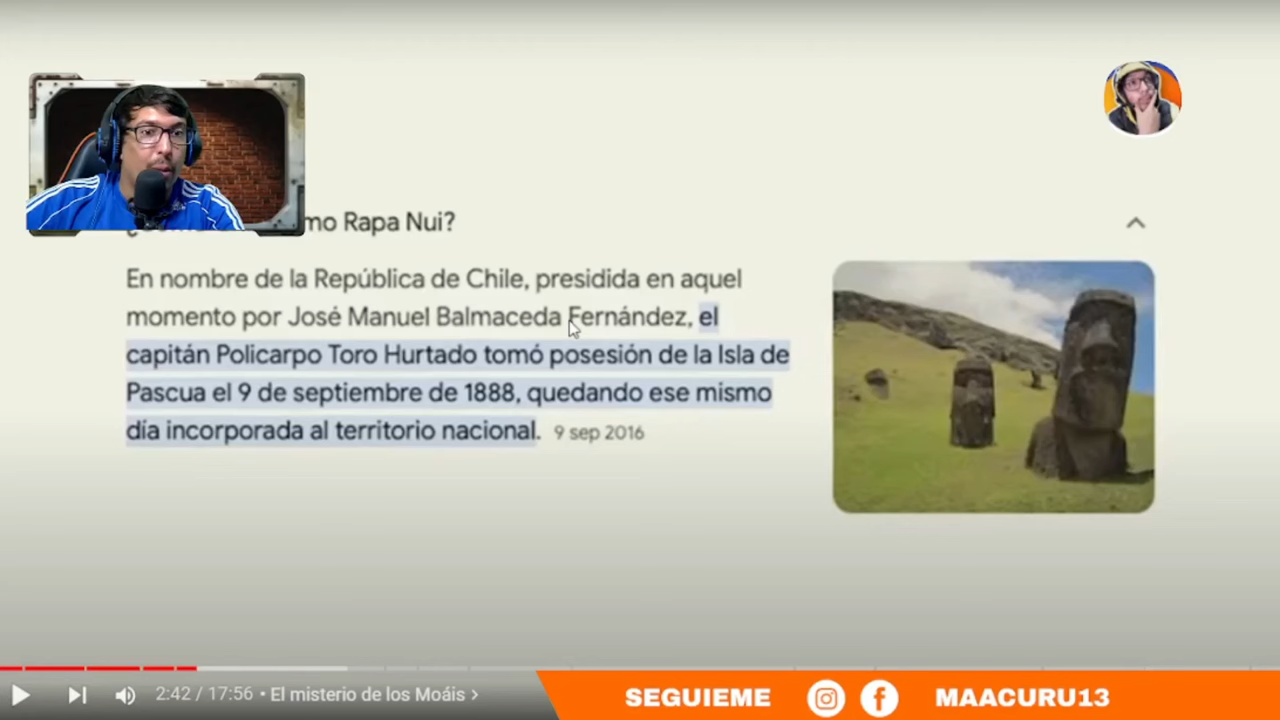 mo Rapa Nui?
En nombre de la República de Chile, presidida en aquel
momento por José Manuel Balmaceda Fernández, el
capitán Policarpo Toro Hurtado tomó posesión de la Isla de
Pascua el 9 de septiembre de 1888, quedando ese mismo
día incorporada al territorio nacional. 9 sep 2016
2:42 / 17:56 • El misterio de los Moáis >
SEGUIEME MAACURU13